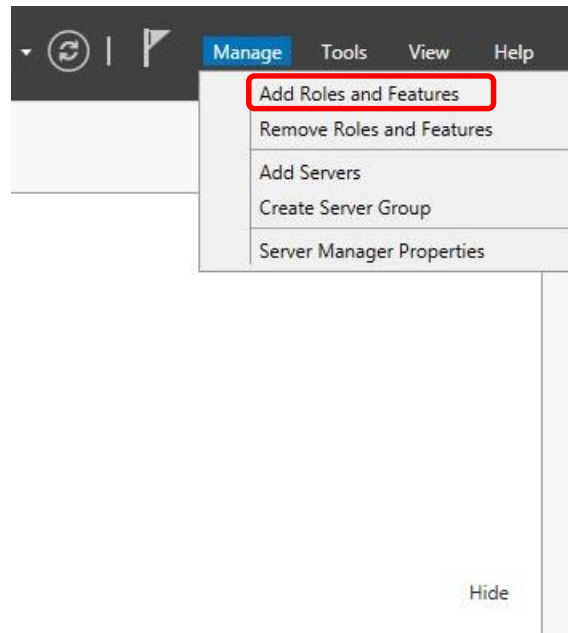 Manage Tools View Help
Add Roles and Features
Remove Roles and Features
Add Servers
Create Server Group
Server Manager Properties
Hide